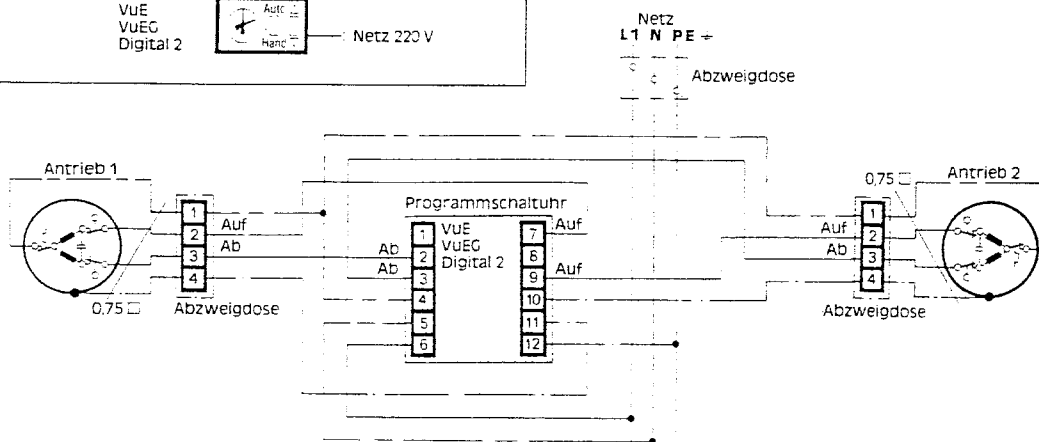 VuE
VuEG
Digital 2
Auto
Hand
Netz 220 V
Netz
L1 N PE
Abzweigdose
Antrieb 1
0,75
1
2
3
4
Auf
Ab
Abzweigdose
Programmschaltuhr
VuE
VuEG
Digital 2
Ab
Ab
1
2
3
4
5
6
7
8
9
10
11
12
Auf
Auf
Antrieb 2
0,75
Auf
Ab
1
2
3
4
Abzweigdose